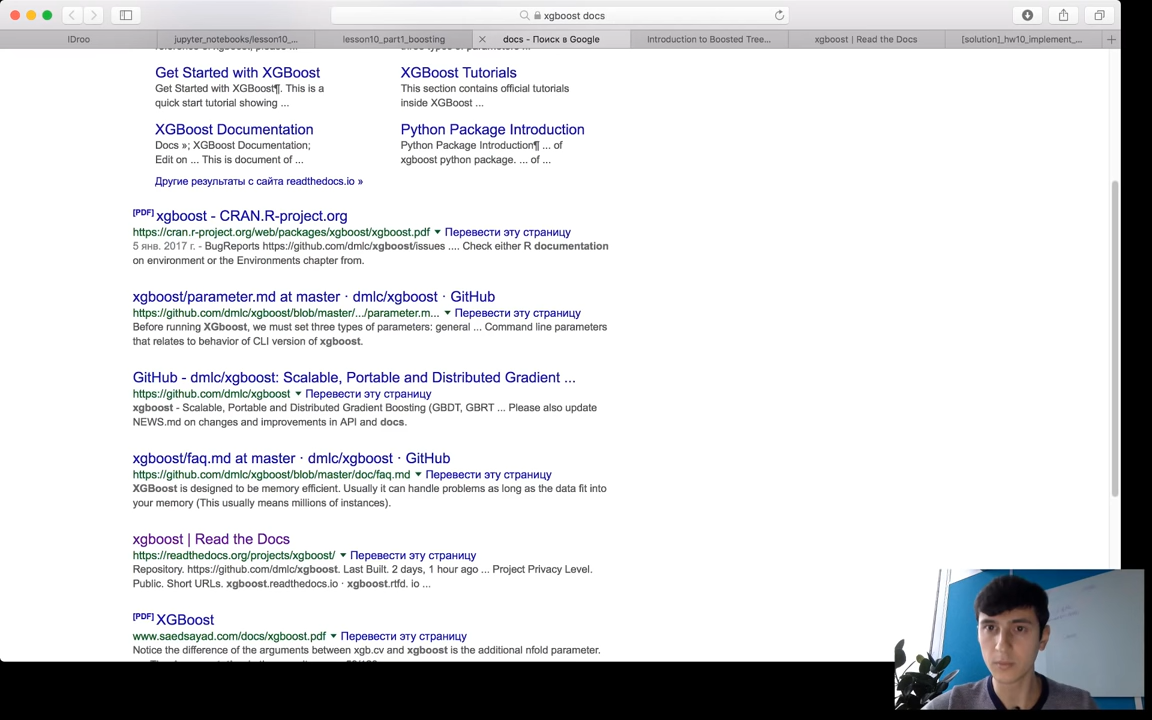 xgboost docs
IDroo
jupyter_notebooks/lesson10_...
lesson10_part1_boosting
docs - Поиск в Google
Introduction to Boosted Tree...
xgboost | Read the Docs
[solution]_hw10_implement_...
Get Started with XGBoost
Get Started with XGBoost¶. This is a
quick start tutorial showing ...
XGBoost Tutorials
This section contains official tutorials
inside XGBoost ...
XGBoost Documentation
Docs »; XGBoost Documentation;
Edit on ... This is document of ...
Python Package Introduction
Python Package Introduction¶ ... of
xgboost python package. ... of ...
Другие результаты с сайта readthedocs.io »
[PDF] xgboost - CRAN.R-project.org
https://cran.r-project.org/web/packages/xgboost/xgboost.pdf ▼ Перевести эту страницу
5 янв. 2017 г. - BugReports https://github.com/dmlc/xgboost/issues .... Check either R documentation
on environment or the Environments chapter from.
xgboost/parameter.md at master · dmlc/xgboost · GitHub
https://github.com/dmlc/xgboost/blob/master/.../parameter.m... ▼ Перевести эту страницу
Before running XGboost, we must set three types of parameters: general ... Command line parameters
that relates to behavior of CLI version of xgboost.
GitHub - dmlc/xgboost: Scalable, Portable and Distributed Gradient ...
https://github.com/dmlc/xgboost ▼ Перевести эту страницу
xgboost - Scalable, Portable and Distributed Gradient Boosting (GBDT, GBRT ... Please also update
NEWS.md on changes and improvements in API and docs.
xgboost/faq.md at master · dmlc/xgboost · GitHub
https://github.com/dmlc/xgboost/blob/master/doc/faq.md ▼ Перевести эту страницу
XGBoost is designed to be memory efficient. Usually it can handle problems as long as the data fit into
your memory (This usually means millions of instances).
xgboost | Read the Docs
https://readthedocs.org/projects/xgboost/ ▼ Перевести эту страницу
Repository. https://github.com/dmlc/xgboost. Last Built. 2 days, 1 hour ago ... Project Privacy Level.
Public. Short URLs. xgboost.readthedocs.io · xgboost.rtfd. io ...
[PDF] XGBoost
www.saedsayad.com/docs/xgboost.pdf ▼ Перевести эту страницу
Notice the difference of the arguments between xgb.cv and xgboost is the additional nfold parameter.